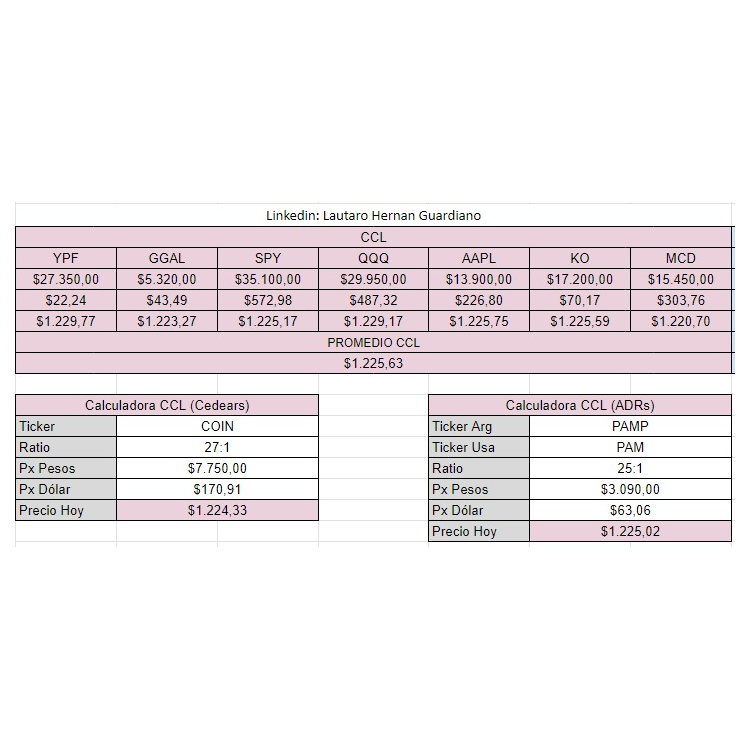 Linkedin: Lautaro Hernan Guardiano
CCL
YPF GGAL SPY QQQ AAPL KO MCD
$27.350,00 $5.320,00 $35.100,00 $29.950,00 $13.900,00 $17.200,00 $15.450,00
$22,24 $43,49 $572,98 $487,32 $226,80 $70,17 $303,76
$1.229,77 $1.223,27 $1.225,17 $1.229,17 $1.225,75 $1.225,59 $1.220,70
PROMEDIO CCL
$1.225,63
Calculadora CCL (Cedears)
Ticker COIN
Ratio 27:1
Px Pesos $7.750,00
Px Dólar $170,91
Precio Hoy $1.224,33
Calculadora CCL (ADRs)
Ticker Arg PAMP
Ticker Usa PAM
Ratio 25:1
Px Pesos $3.090,00
Px Dólar $63,06
Precio Hoy $1.225,02